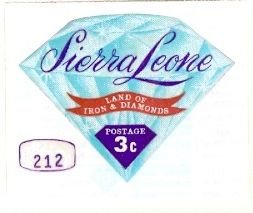 Sierra Leone
LAND OF
IRON & DIAMONDS
POSTAGE
3c
212